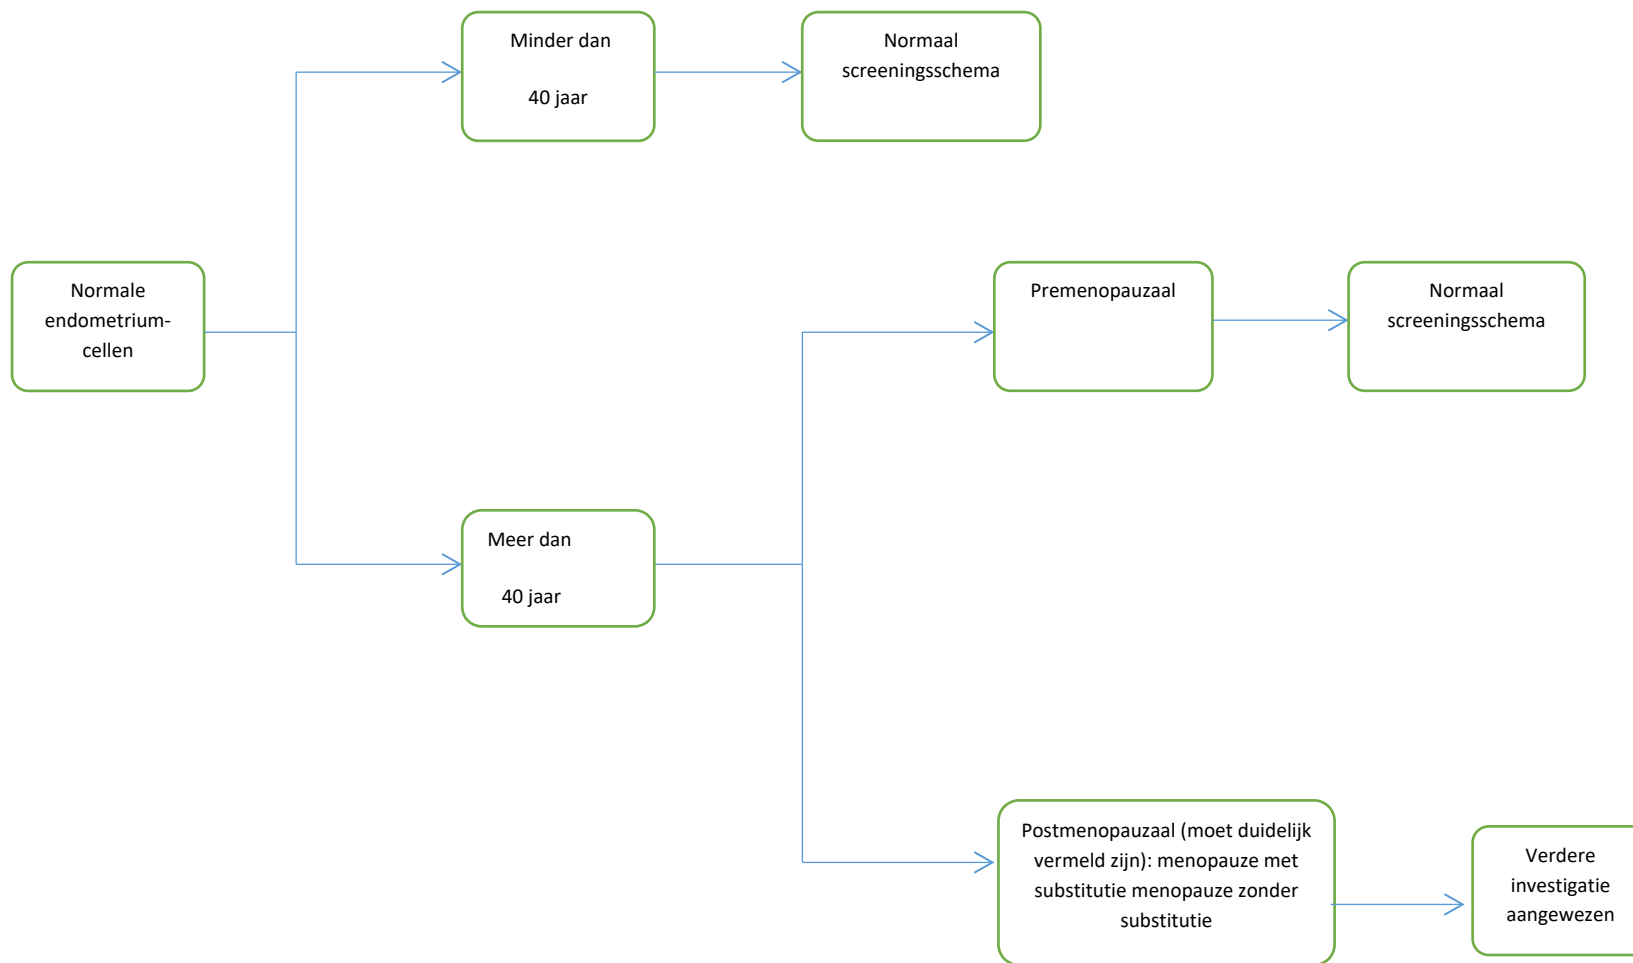 Minder dan
40 jaar
Normaal
screeningsschema
Normale
endometrium-
cellen
Premenopauzaal
Normaal
screeningsschema
Meer dan
40 jaar
Postmenopauzaal (moet duidelijk
vermeld zijn): menopauze met
substitutie menopauze zonder
substitutie
Verdere
investigatie
aangewezen